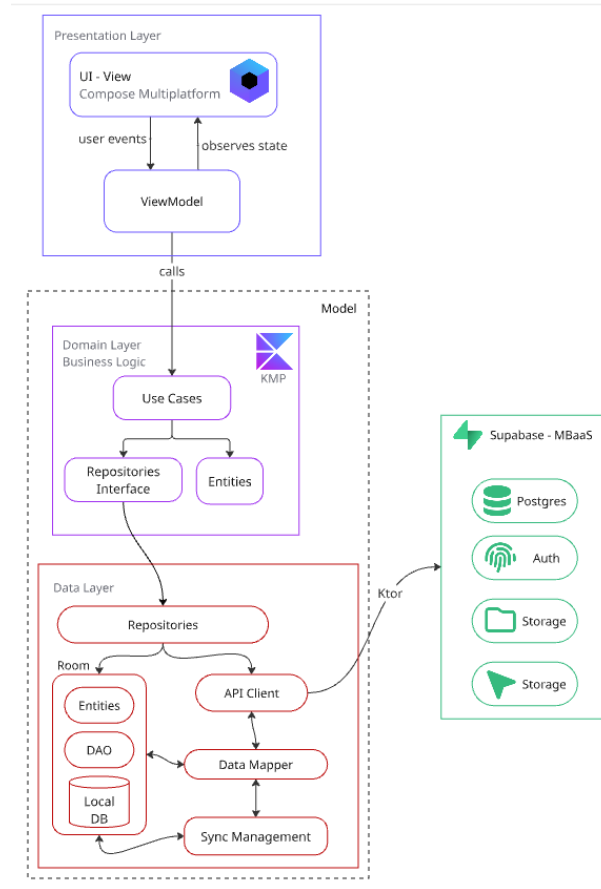 Presentation Layer
UI - View
Compose Multiplatform
user events
observes state
ViewModel
calls
Model
Domain Layer
Business Logic
KMP
Use Cases
Repositories
Interface
Entities
Data Layer
Repositories
Room
Entities
DAO
Local
DB
API Client
Data Mapper
Sync Management
Ktor
Supabase - MBaaS
Postgres
Auth
Storage
Storage